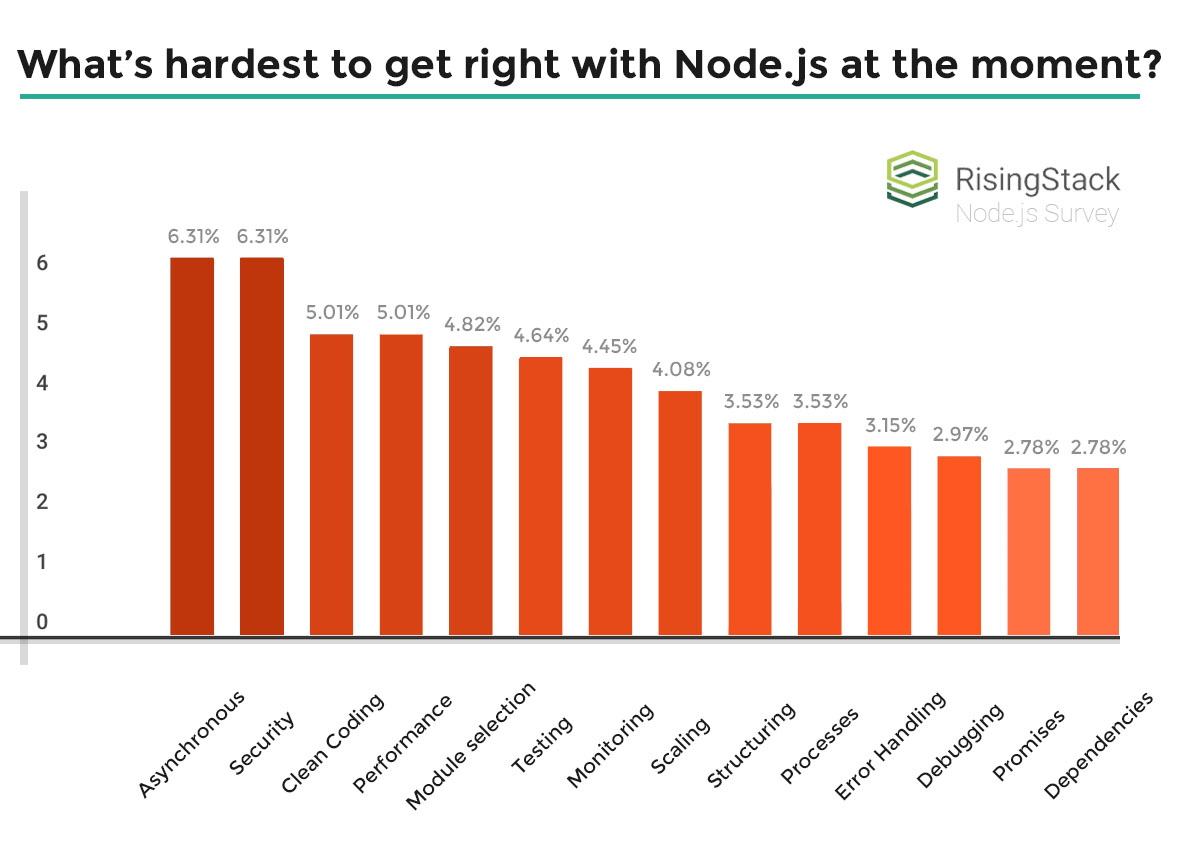 What's hardest to get right with Node.js at the moment?
RisingStack
Node.js Survey
6.31% 6.31%
5.01% 5.01%
4.82%
4.64%
4.45%
4.08%
3.53% 3.53%
3.15%
2.97%
2.78% 2.78%
6
5
4
3
2
1
0
Asynchronous
Security
Clean Coding
Performance
Module selection
Testing
Monitoring
Scaling
Structuring
Processes
Error Handling
Debugging
Promises
Dependencies